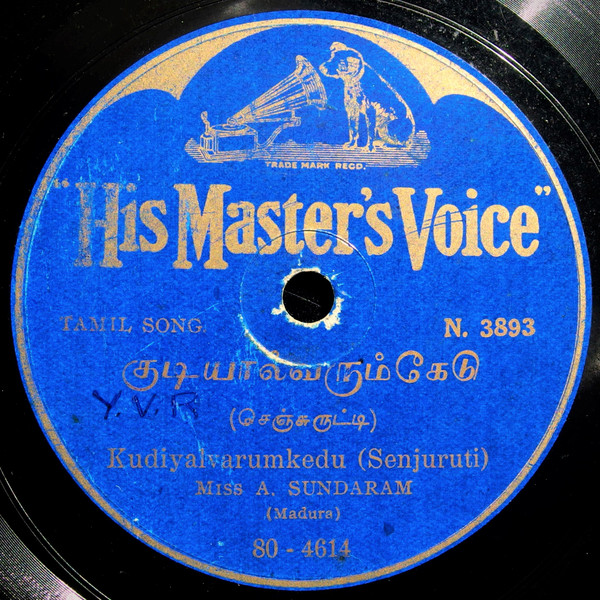 TRADE MARK REGD.
"His Master's Voice"
TAMIL SONG.
N. 3893
குடியால்வரும்கேடு
Y.V.R
(செஞ்சுருட்டி)
Kudiyalvarumkedu (Senjuruti)
MISS A. SUNDARAM
(Madura)
80 - 4614